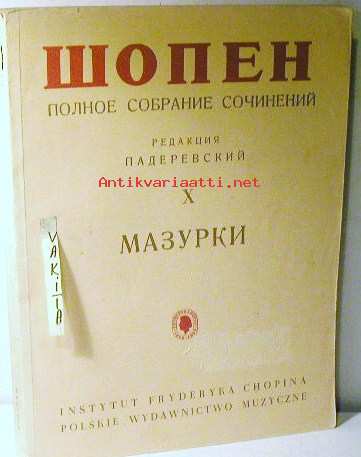 ШОПЕН
ПОЛНОЕ СОБРАНИЕ СОЧИНЕНИЙ
РЕДАКЦИЯ
ПАДЕРЕВСКИЙ
Antikvariaatti.net
X
МАЗУРКИ
VAKiTA
INSTYTUT FRYDERYKA CHOPINA
POLSKIE WYDAWNICTWO MUZYCZNE